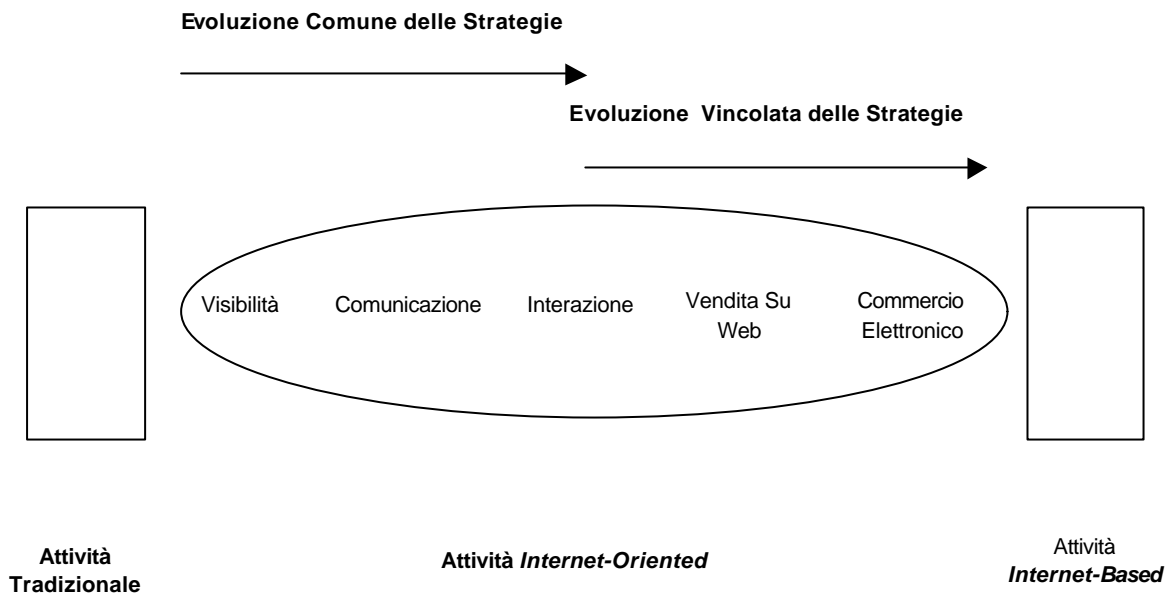 Evoluzione Comune delle Strategie
Evoluzione Vincolata delle Strategie
Visibilità
Comunicazione
Interazione
Vendita Su
Web
Commercio
Elettronico
Attività
Tradizionale
Attività Internet-Oriented
Attività
Internet-Based